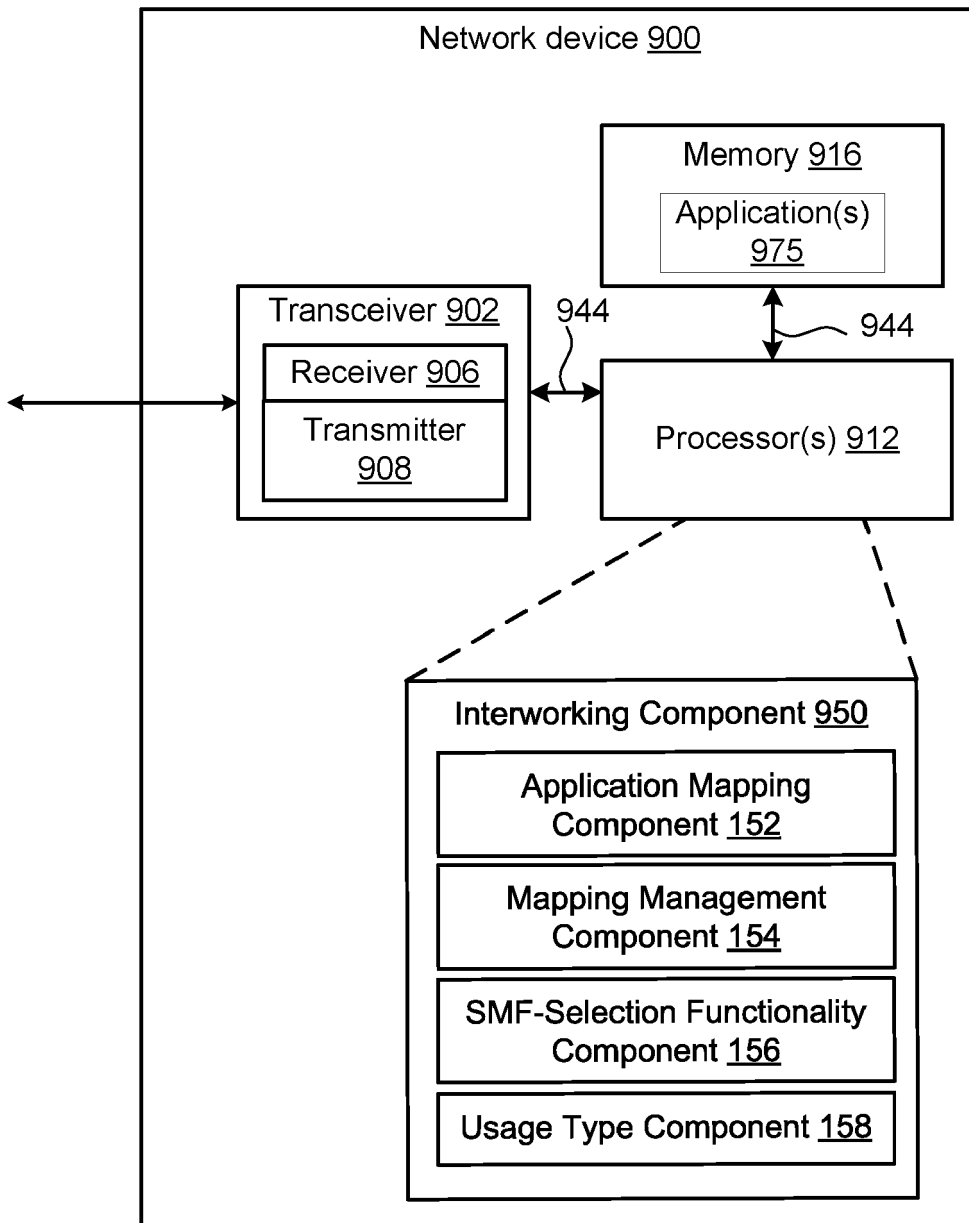 Network device 900
Memory 916
Application(s)
975
Transceiver 902
944
944
Receiver 906
Transmitter
908
Processor(s) 912
Interworking Component 950
Application Mapping
Component 152
Mapping Management
Component 154
SMF-Selection Functionality
Component 156
Usage Type Component 158